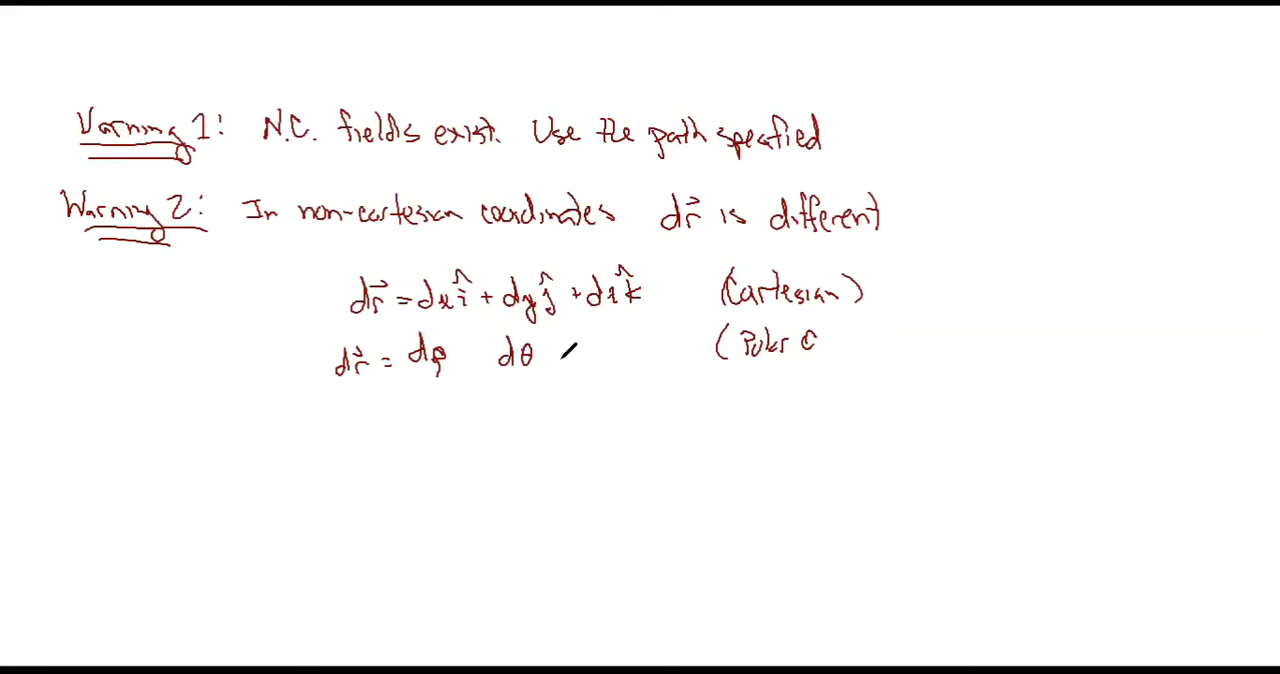 Warning 1: N.C. fields exist. Use the path specified
Warning 2: In non-cartesian coordinates dr⃗ is different
dr⃗ = dx î + dy ĵ + dz k̂ (Cartesian)
dr⃗ = dρ dθ (Polar C